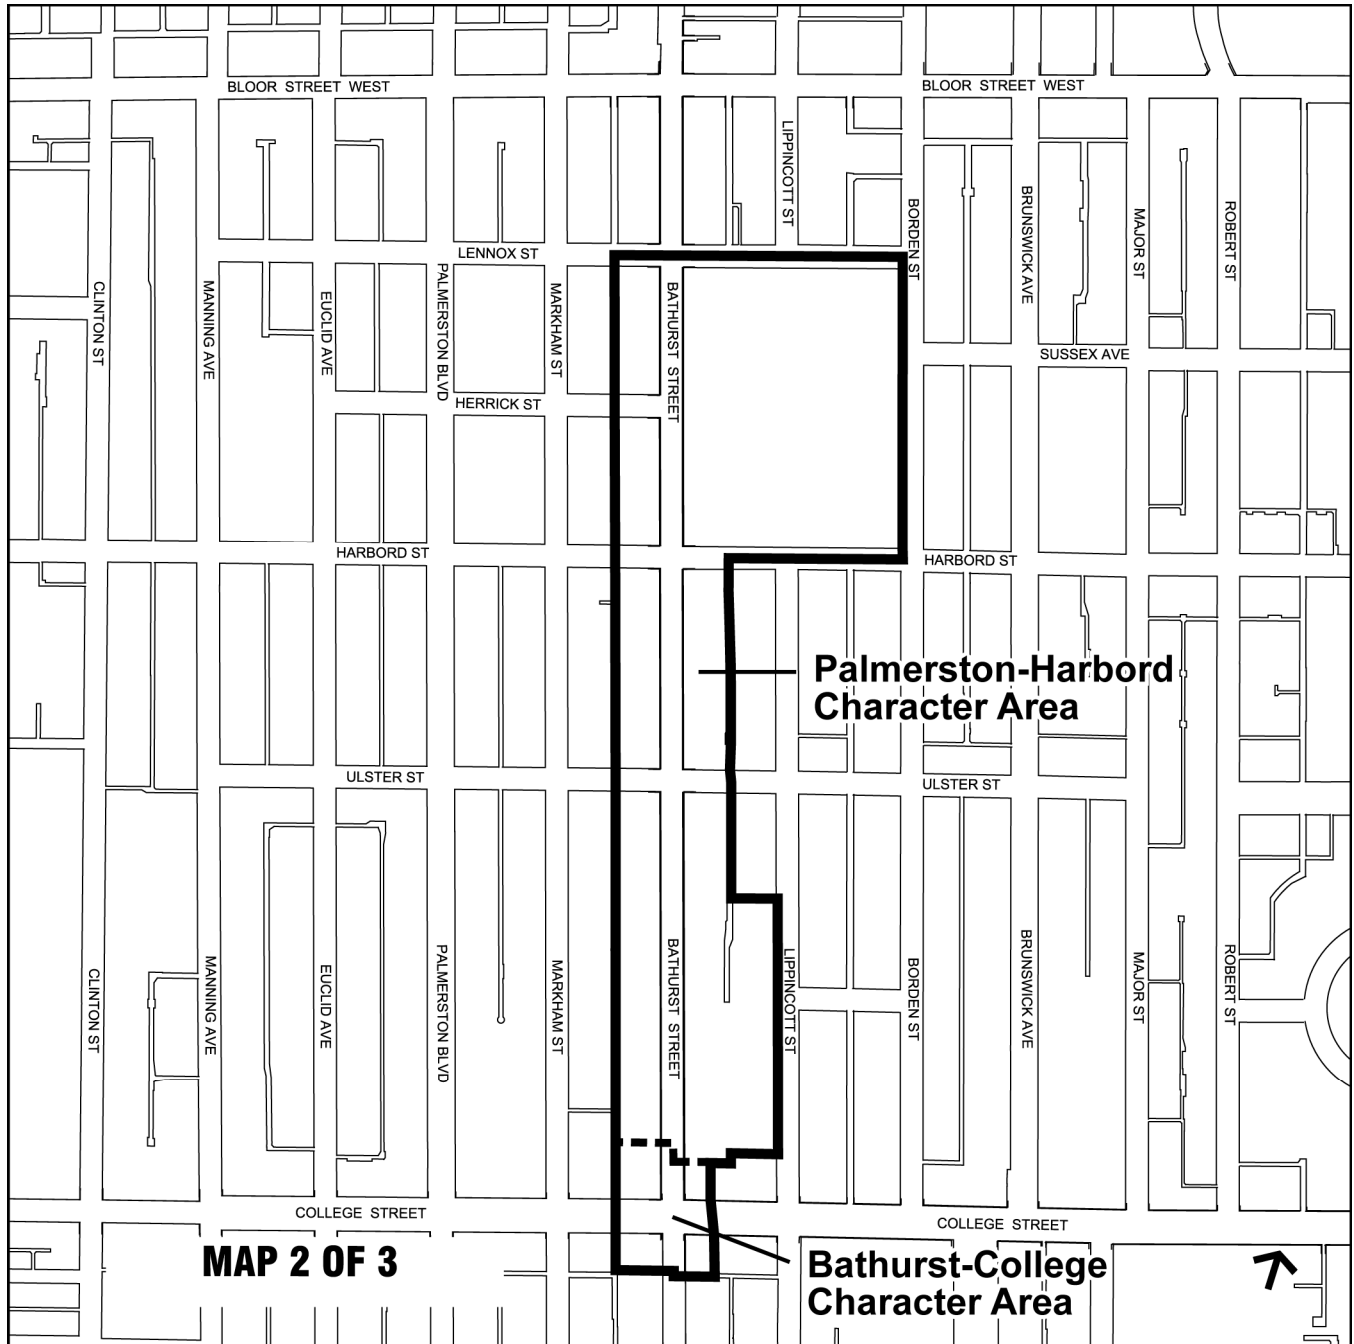 BLOOR STREET WEST
BLOOR STREET WEST
LIPPINCOTT ST
BORDEN ST
BRUNSWICK AVE
MAJOR ST
ROBERT ST
LENNOX ST
CLINTON ST
MANNING AVE
EUCLID AVE
PALMERSTON BLVD
MARKHAM ST
BATHURST STREET
SUSSEX AVE
HERRICK ST
HARBORD ST
HARBORD ST
Palmerston-Harbord
Character Area
ULSTER ST
ULSTER ST
CLINTON ST
MANNING AVE
EUCLID AVE
PALMERSTON BLVD
MARKHAM ST
BATHURST STREET
LIPPINCOTT ST
BORDEN ST
BRUNSWICK AVE
MAJOR ST
ROBERT ST
COLLEGE STREET
COLLEGE STREET
MAP 2 OF 3
Bathurst-College
Character Area